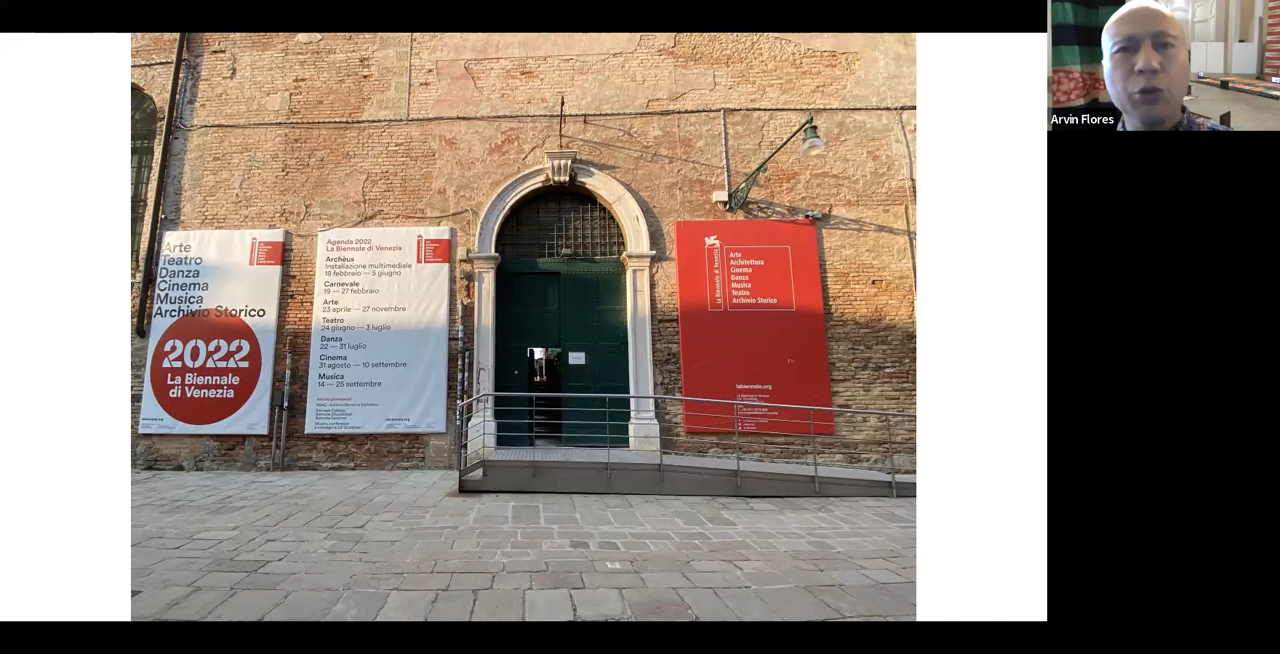 Arte
Teatro
Danza
Cinema
Musica
Archivio Storico
2022
La Biennale
di Venezia
Agenda 2022
La Biennale di Venezia
Archèus
Installazione multimediale
18 febbraio — 5 giugno
Carnevale
19 — 27 febbraio
Arte
23 aprile — 27 novembre
Teatro
24 giugno — 3 luglio
Danza
22 — 31 luglio
Cinema
31 agosto — 10 settembre
Musica
14 — 25 settembre
La Biennale di Venezia
Arte
Architettura
Cinema
Danza
Musica
Teatro
Archivio Storico
labiennale.org
Arvin Flores